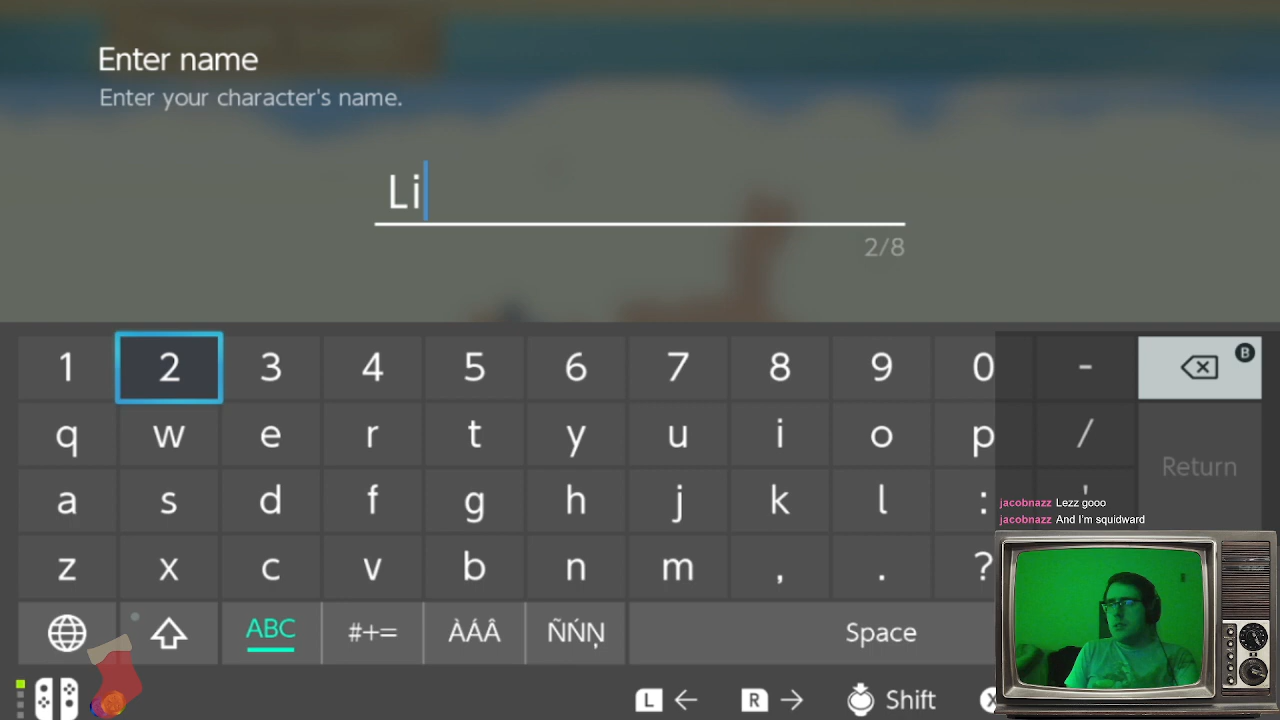 Enter name
Enter your character's name.
Li
2/8
1 2 3 4 5 6 7 8 9 0 - B
q w e r t y u i o p / Return
a s d f g h j k l : '
jacobnazz Lezz gooo
jacobnazz And I'm squidward
z x c v b n m , . ?
ABC #+= ÀÁÂ ÑŃŅ Space
L ← R → Shift X